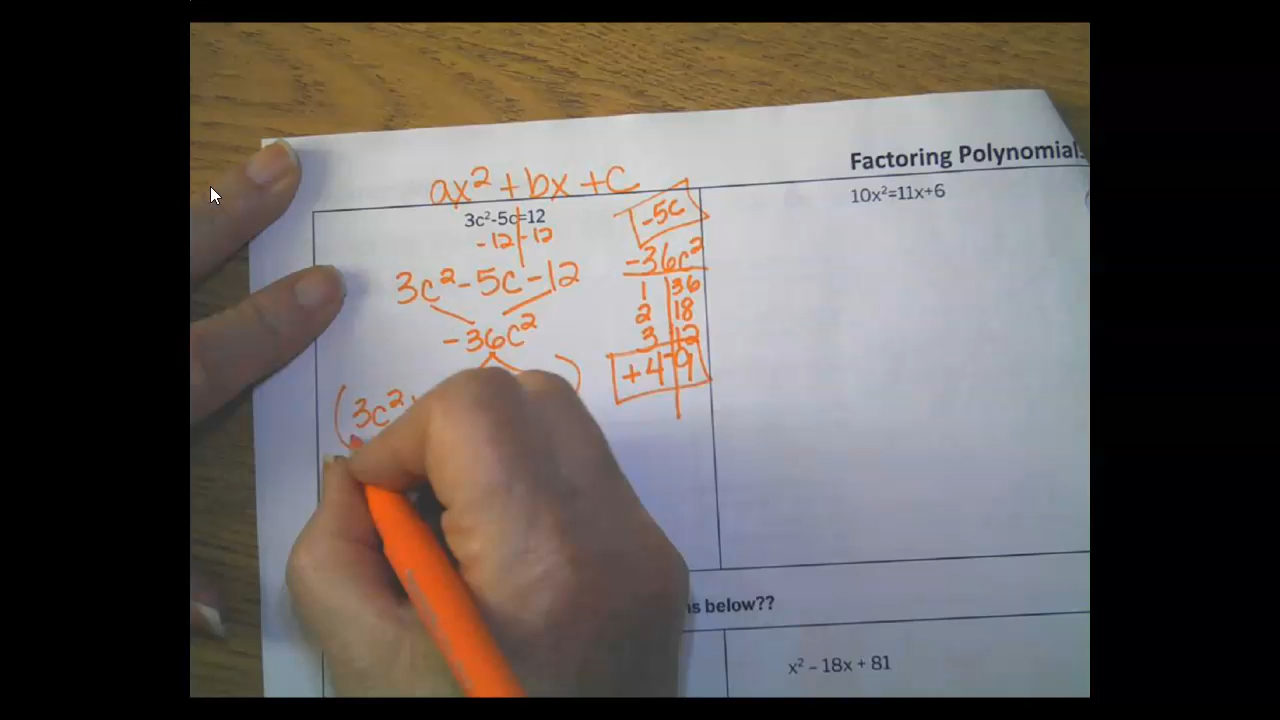 Factoring Polynomials
ax²+bx+c
3c²-5c=12
-12 -12
3c²-5c-12
-36c²
(3c²
)
-5c
-36c²
1 36
2 18
3 12
+4 -9
10x²=11x+6
below??
x² – 18x + 81